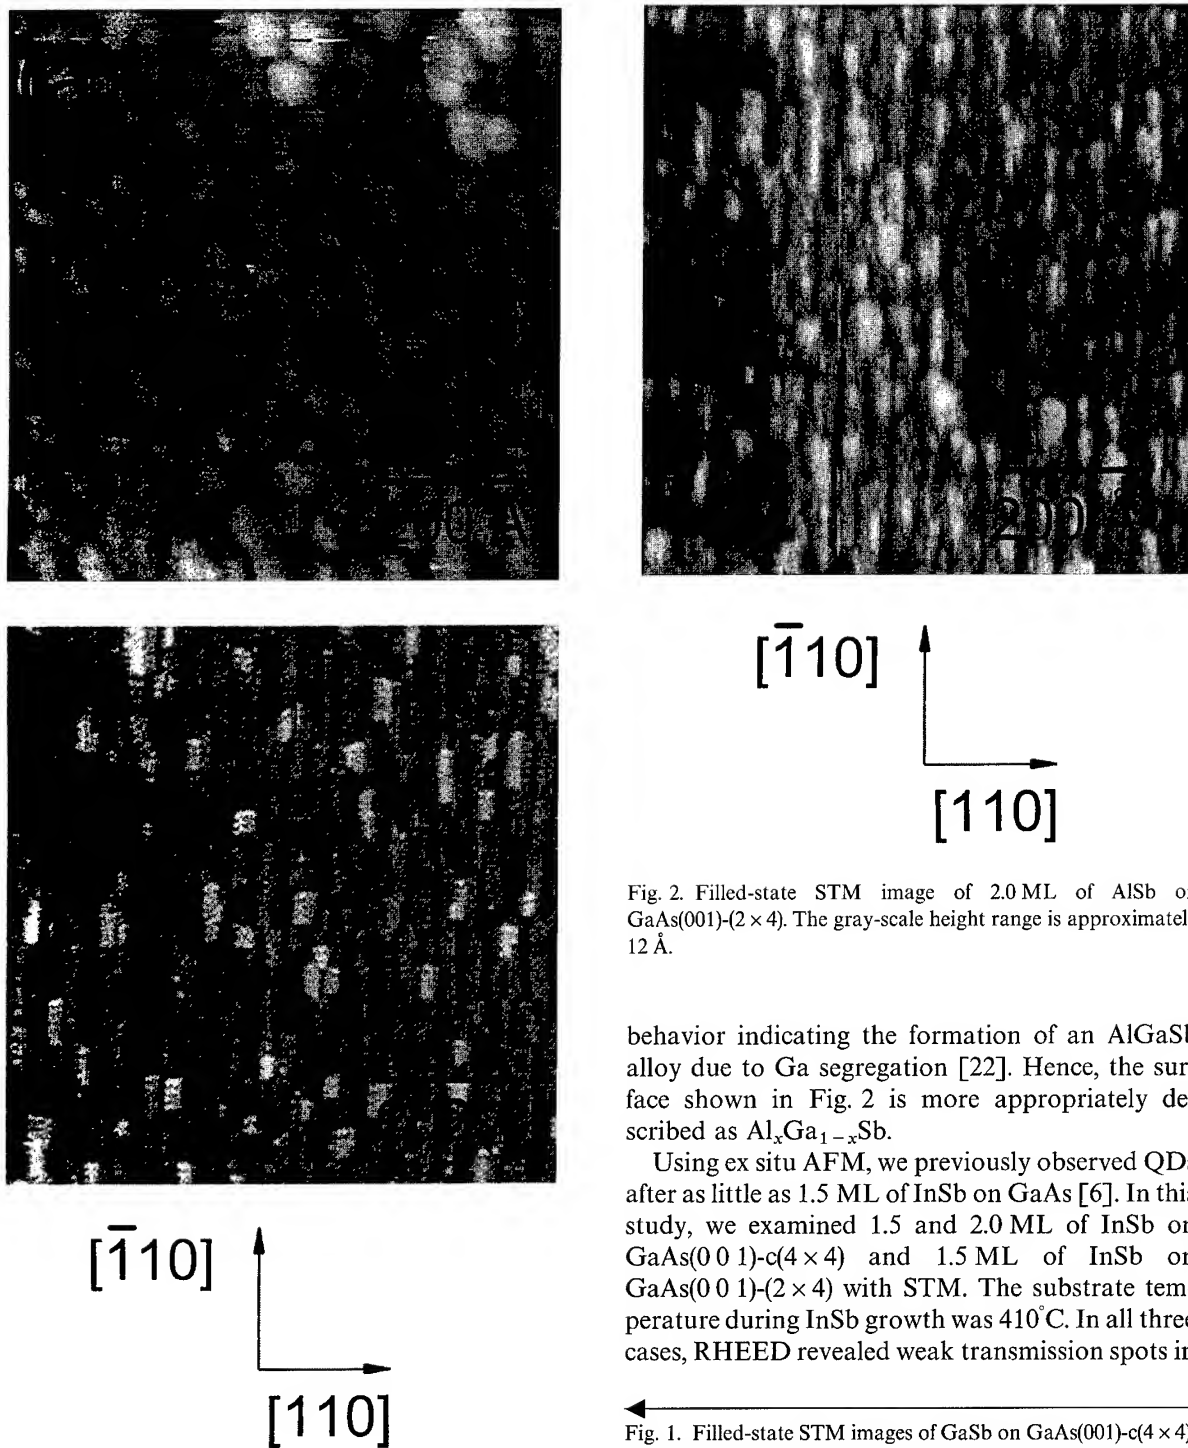 200
[1̅10]
[110]
[1̅10]
[110]
Fig. 2. Filled-state STM image of 2.0 ML of AlSb o
GaAs(001)-(2 × 4). The gray-scale height range is approximatel
12 Å.
behavior indicating the formation of an AlGaSb
alloy due to Ga segregation [22]. Hence, the sur
face shown in Fig. 2 is more appropriately de
scribed as AlₓGa₁₋ₓSb.
Using ex situ AFM, we previously observed QDs
after as little as 1.5 ML of InSb on GaAs [6]. In this
study, we examined 1.5 and 2.0 ML of InSb on
GaAs(0 0 1)-c(4 × 4) and 1.5 ML of InSb on
GaAs(0 0 1)-(2 × 4) with STM. The substrate tem
perature during InSb growth was 410°C. In all three
cases, RHEED revealed weak transmission spots in
Fig. 1. Filled-state STM images of GaSb on GaAs(001)-c(4 × 4)